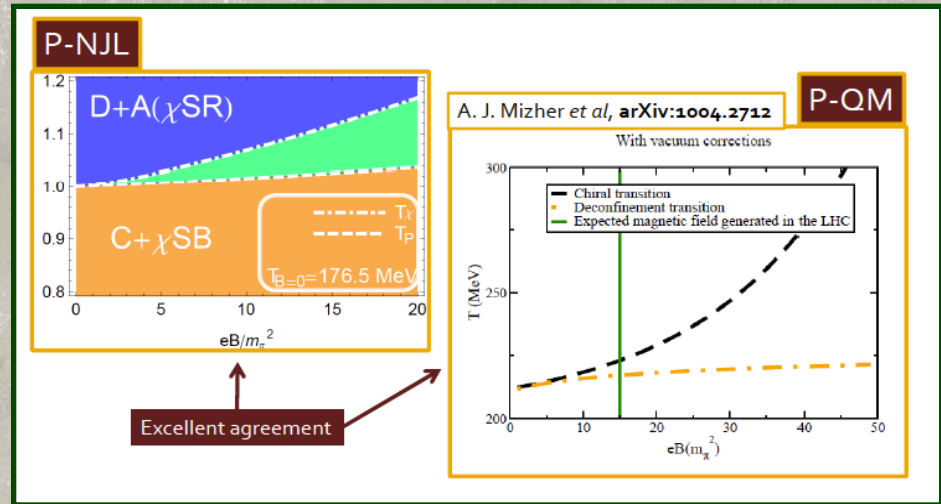 P-NJL
P-QM
A. J. Mizher et al, arXiv:1004.2712
With vacuum corrections
1.2
1.1
1.0
0.9
0.8
D+A(χSR)
C+χSB
Tχ
TP
TB=0=176.5 MeV
0 5 10 15 20
eB/mπ²
300
250
200
T (MeV)
Chiral transition
Deconfinement transition
Expected magnetic field generated in the LHC
0 10 20 30 40 50
eB(mπ²)
Excellent agreement